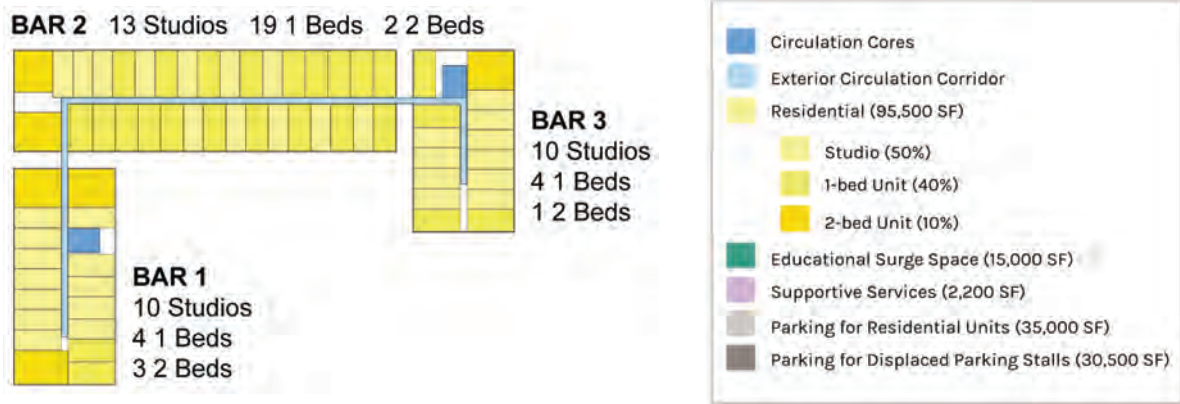 BAR 2 13 Studios 19 1 Beds 2 2 Beds
BAR 3
10 Studios
4 1 Beds
1 2 Beds
BAR 1
10 Studios
4 1 Beds
3 2 Beds
Circulation Cores
Exterior Circulation Corridor
Residential (95,500 SF)
Studio (50%)
1-bed Unit (40%)
2-bed Unit (10%)
Educational Surge Space (15,000 SF)
Supportive Services (2,200 SF)
Parking for Residential Units (35,000 SF)
Parking for Displaced Parking Stalls (30,500 SF)